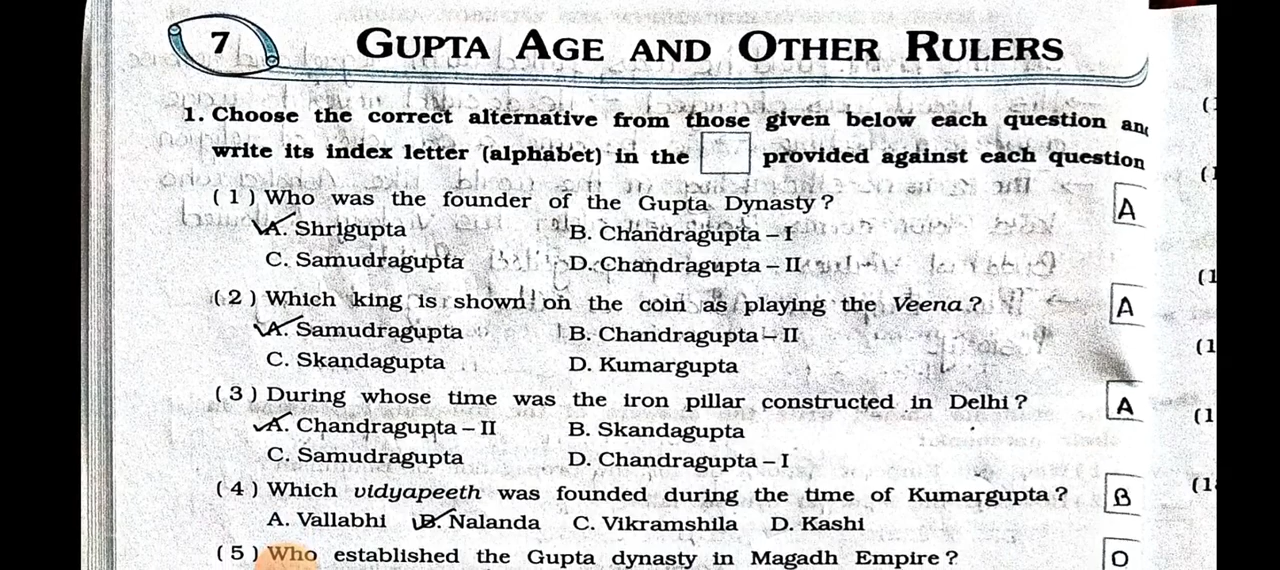 7 GUPTA AGE AND OTHER RULERS
1. Choose the correct alternative from those given below each question and
write its index letter (alphabet) in the provided against each question
(1) Who was the founder of the Gupta Dynasty? A
A. Shrigupta B. Chandragupta – I
C. Samudragupta D. Chandragupta – II
(2) Which king is shown on the coin as playing the Veena? A
A. Samudragupta B. Chandragupta – II
C. Skandagupta D. Kumargupta
(3) During whose time was the iron pillar constructed in Delhi? A
A. Chandragupta – II B. Skandagupta
C. Samudragupta D. Chandragupta – I
(4) Which vidyapeeth was founded during the time of Kumargupta? B
A. Vallabhi B. Nalanda C. Vikramshila D. Kashi
(5) Who established the Gupta dynasty in Magadh Empire?